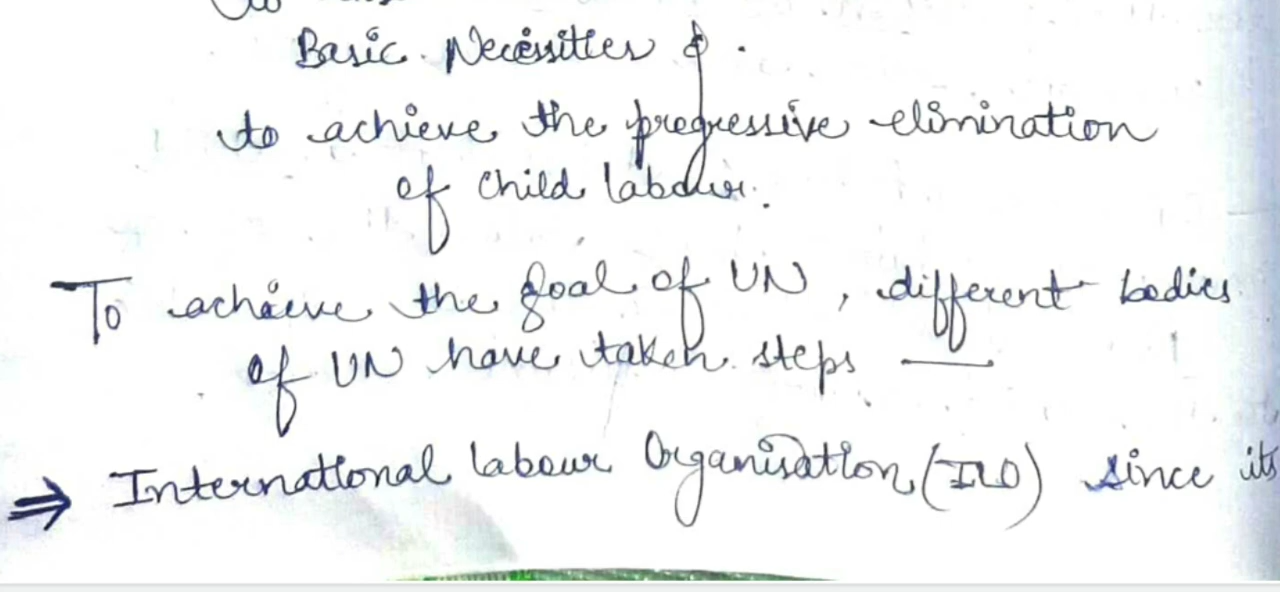 Basic Necessities &.
to achieve the progressive elimination
of child labour.
To achieve the goal of UN, different bodies
of UN have taken steps —
⇒ International labour Organisation (ILO) since its